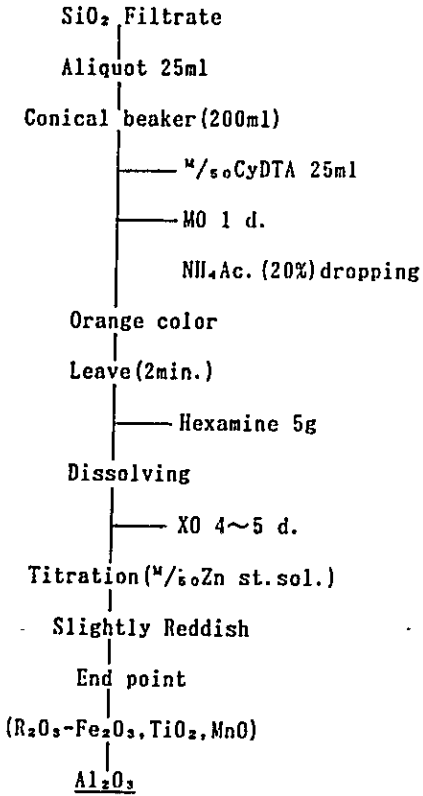 SiO₂ Filtrate
Aliquot 25ml
Conical beaker(200ml)
ᴹ/₅₀CyDTA 25ml
MO 1 d.
NH₄Ac.(20%)dropping
Orange color
Leave(2min.)
Hexamine 5g
Dissolving
XO 4～5 d.
Titration(ᴹ/₅₀Zn st.sol.)
Slightly Reddish
End point
(R₂O₃-Fe₂O₃,TiO₂,MnO)
Al₂O₃